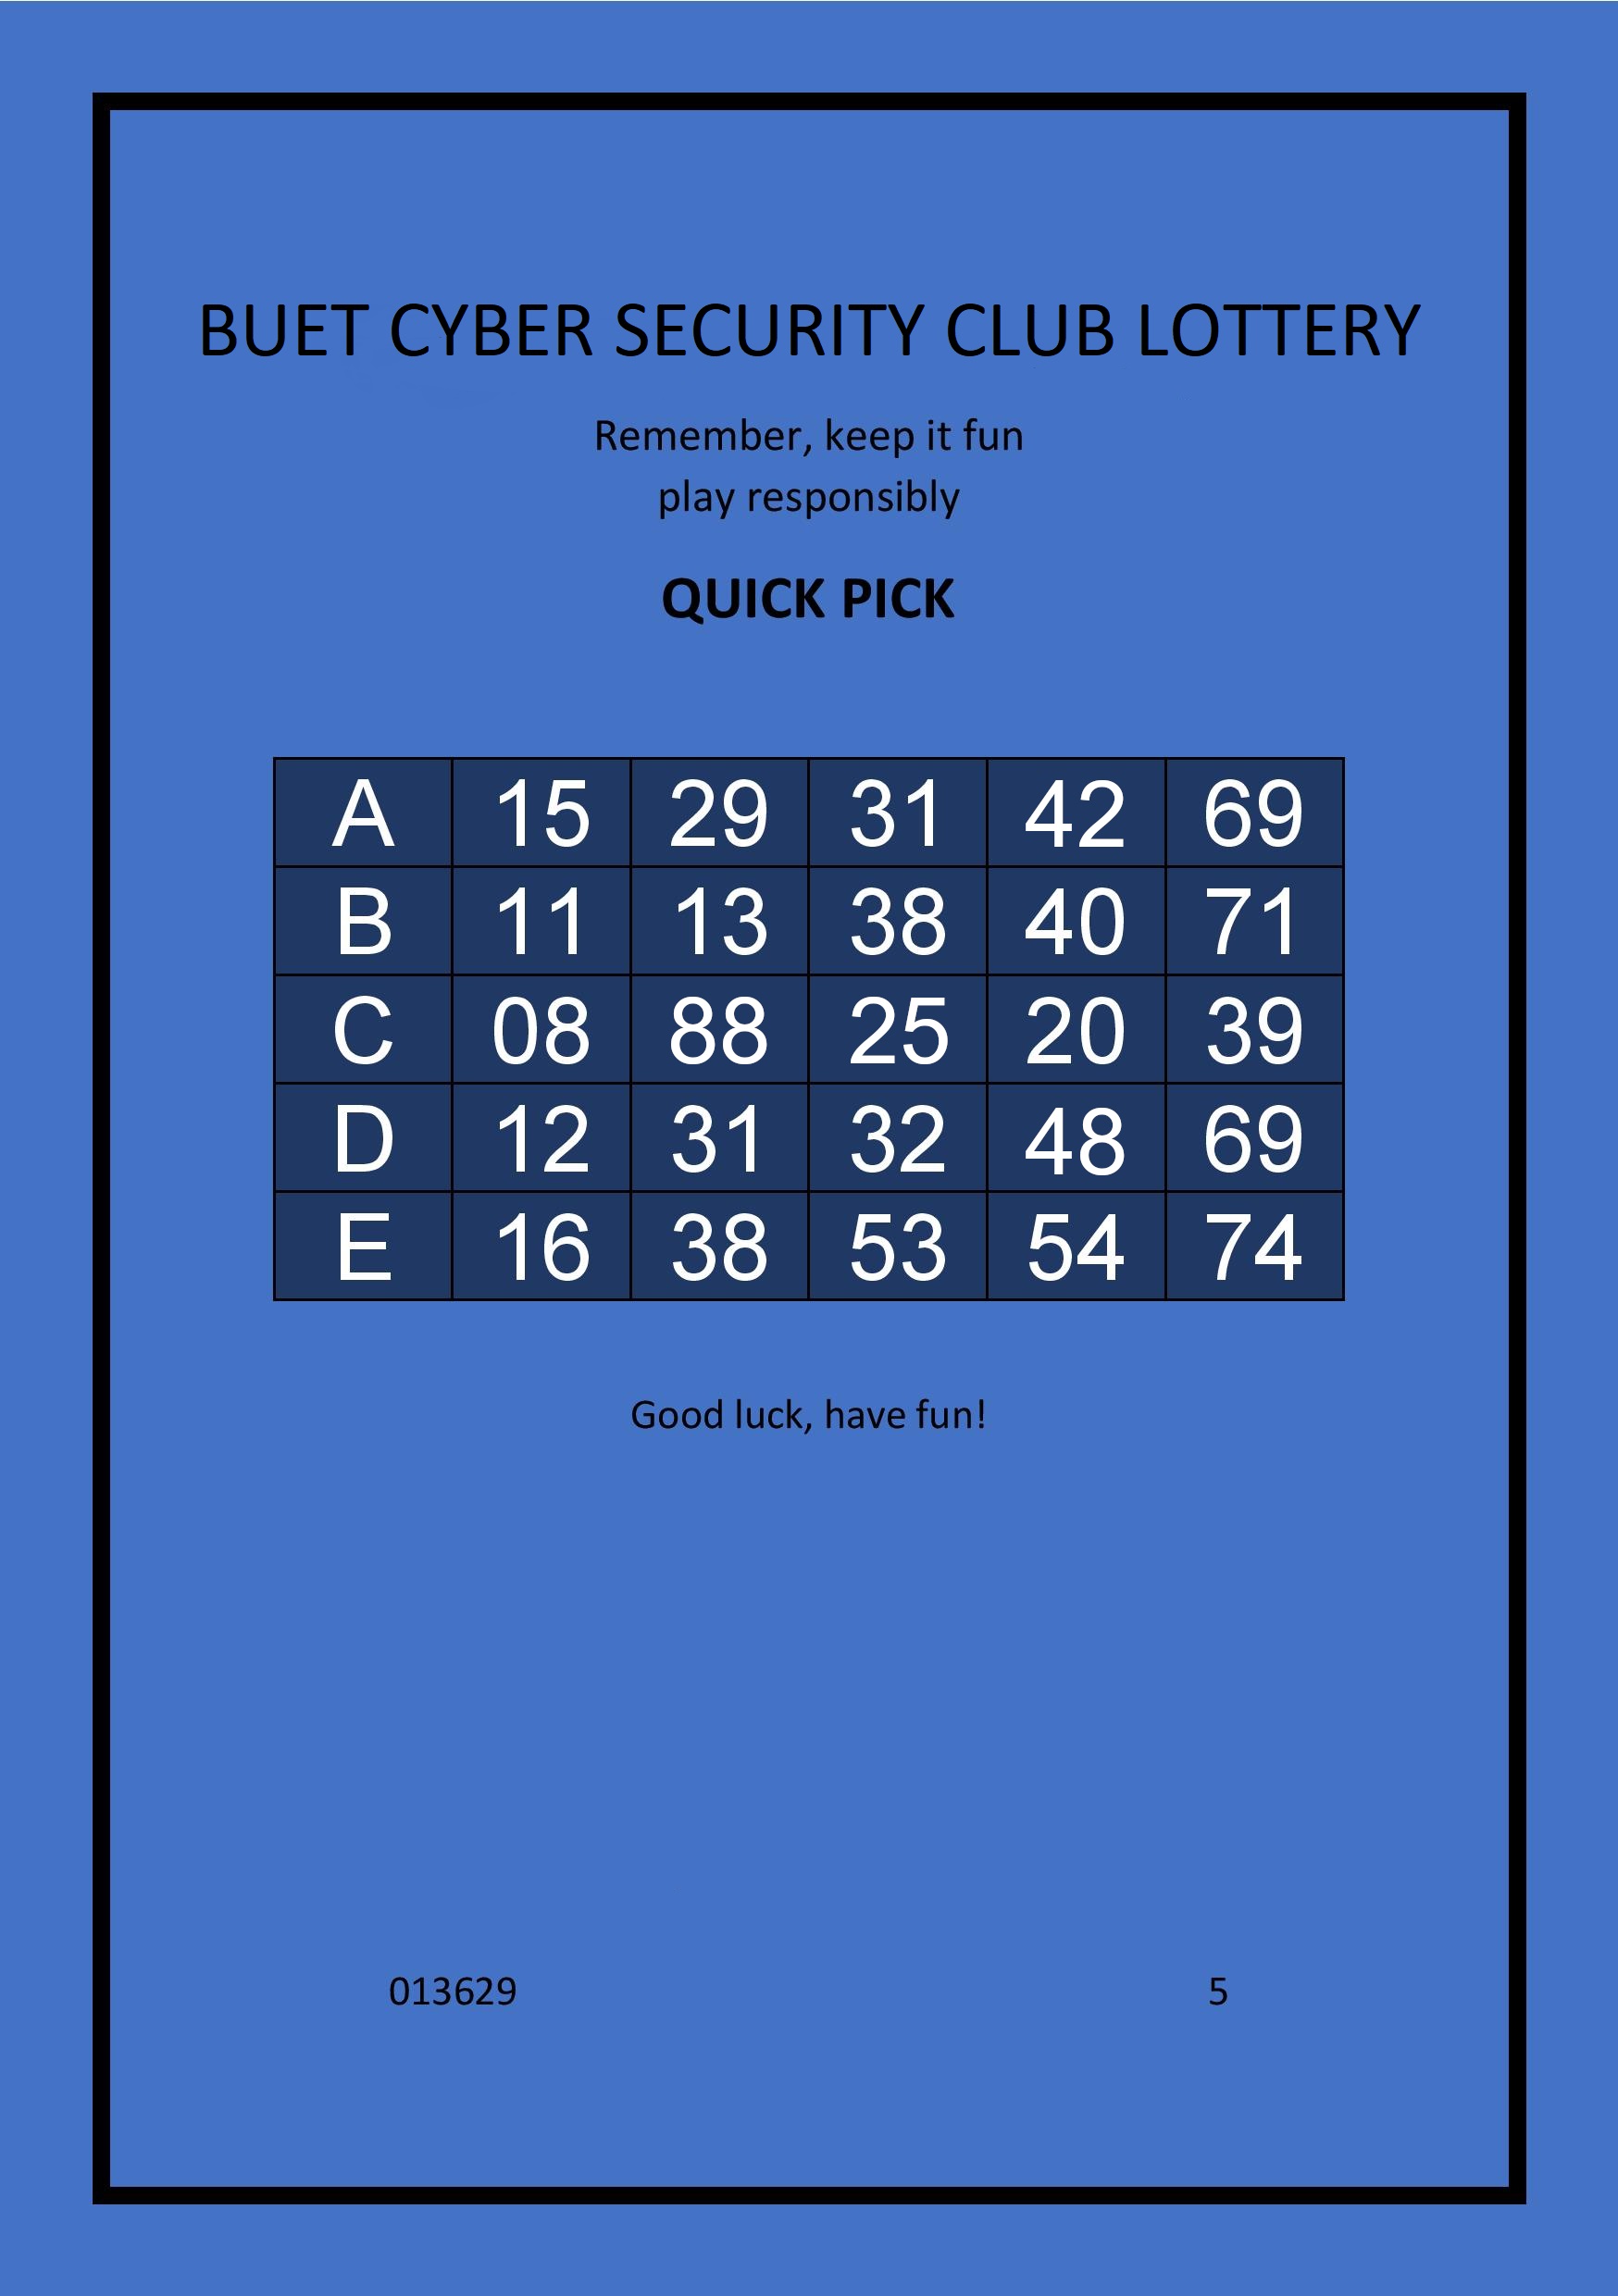 BUET CYBER SECURITY CLUB LOTTERY
Remember, keep it fun
play responsibly
QUICK PICK
A 15 29 31 42 69
B 11 13 38 40 71
C 08 88 25 20 39
D 12 31 32 48 69
E 16 38 53 54 74
Good luck, have fun!
013629 5